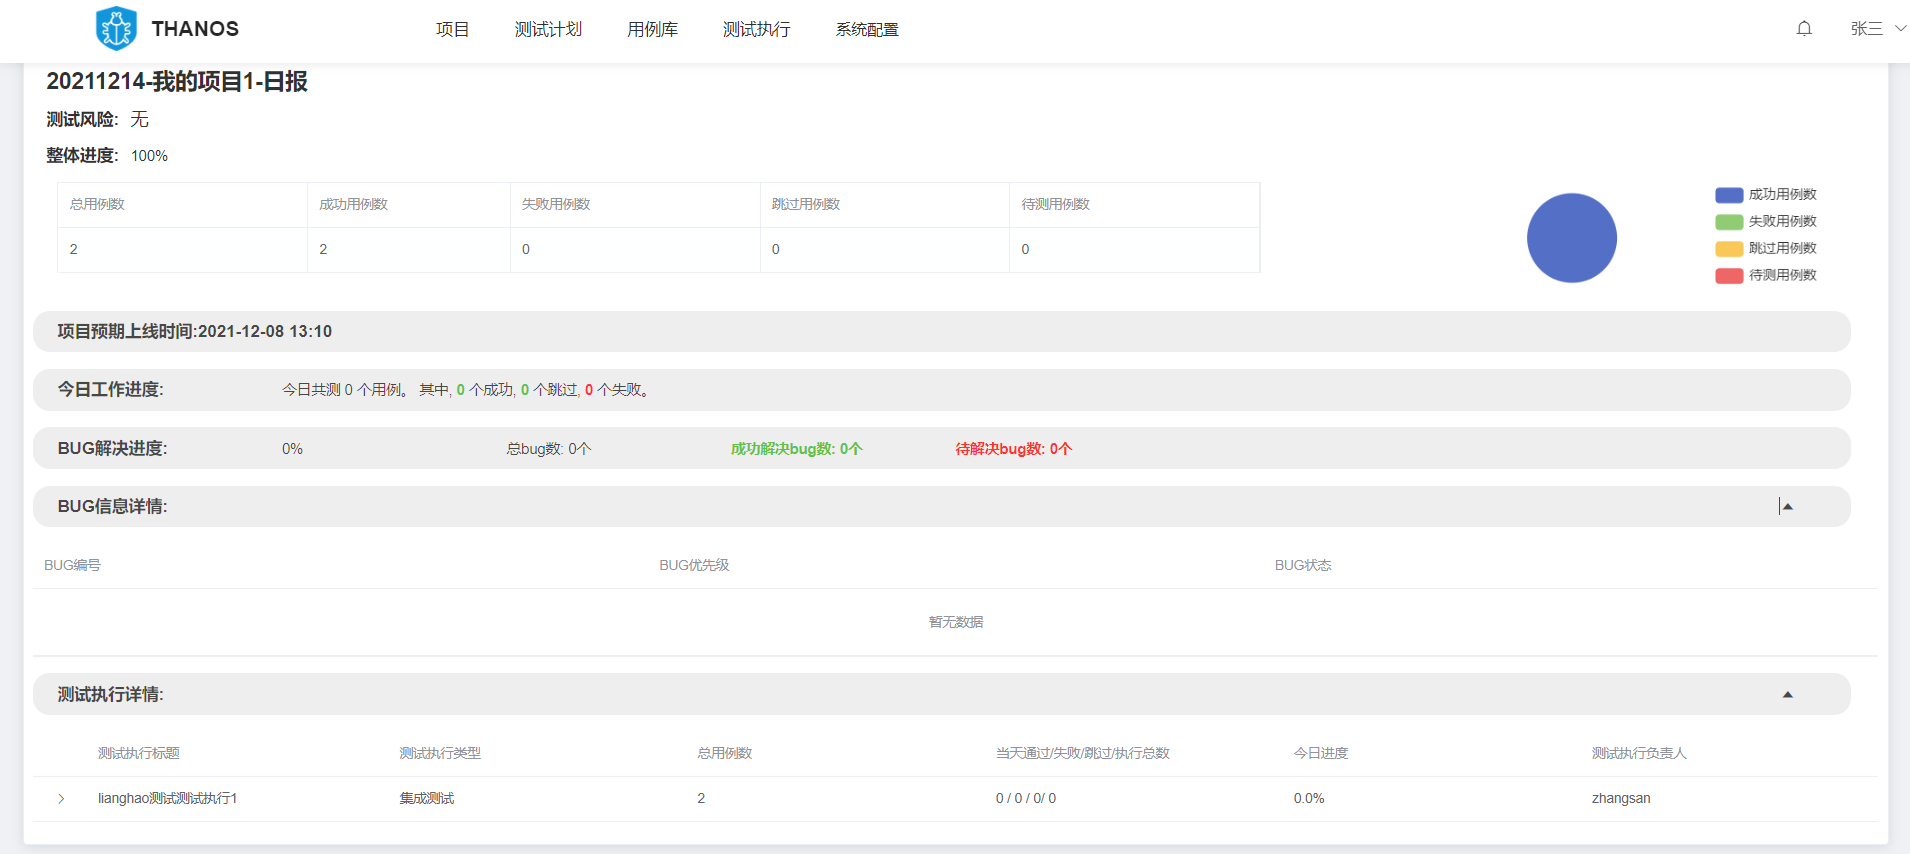 THANOS 项目 测试计划 用例库 测试执行 系统配置 张三
20211214-我的项目1-日报
测试风险: 无
整体进度: 100%
总用例数 成功用例数 失败用例数 跳过用例数 待测用例数
2 2 0 0 0
成功用例数
失败用例数
跳过用例数
待测用例数
项目预期上线时间:2021-12-08 13:10
今日工作进度: 今日共测 0 个用例。 其中, 0 个成功, 0 个跳过, 0 个失败。
BUG解决进度: 0% 总bug数: 0个 成功解决bug数: 0个 待解决bug数: 0个
BUG信息详情:
BUG编号 BUG优先级 BUG状态
暂无数据
测试执行详情:
测试执行标题 测试执行类型 总用例数 当天通过/失败/跳过/执行总数 今日进度 测试执行负责人
lianghao测试测试执行1 集成测试 2 0 / 0 / 0/ 0 0.0% zhangsan